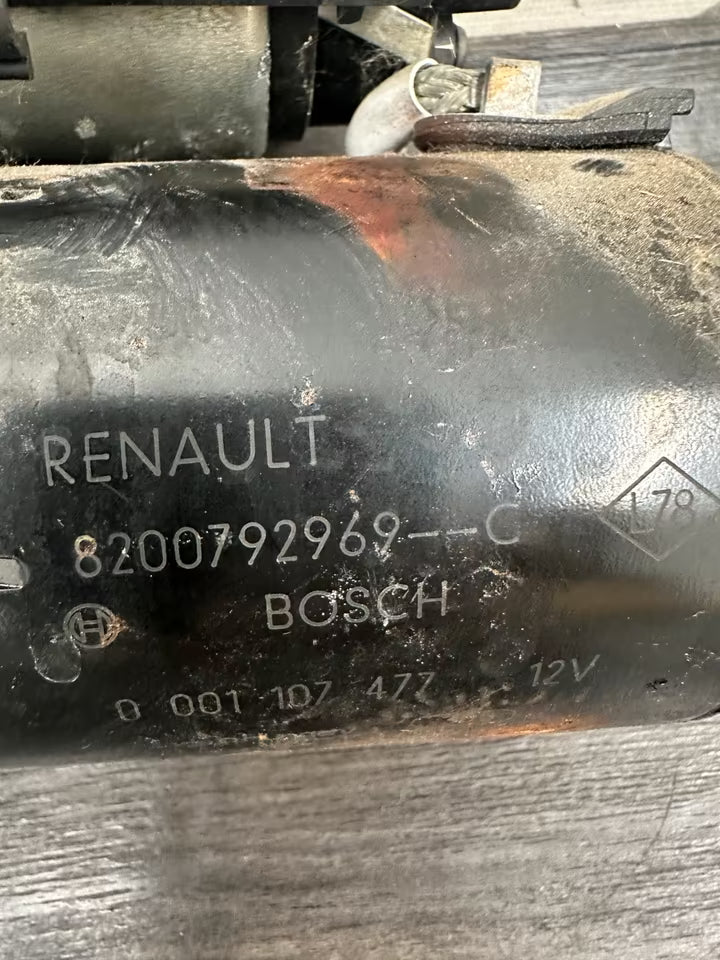 RENAULT
8200792969--C
L78
BOSCH
0 001 107 477 12V